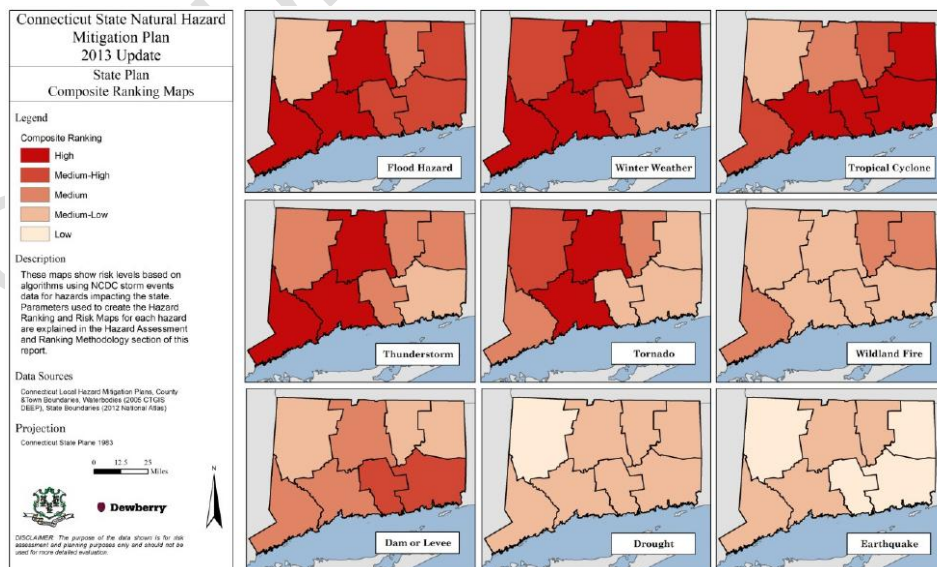 Connecticut State Natural Hazard
Mitigation Plan
2013 Update
State Plan
Composite Ranking Maps
Legend
Composite Ranking
High
Medium-High
Medium
Medium-Low
Low
Description
These maps show risk levels based on
algorithms using NCDC storm events
data for hazards impacting the state.
Parameters used to create the Hazard
Ranking and Risk Maps for each hazard
are explained in the Hazard Assessment
and Ranking Methodology section of this
report.
Data Sources
Connecticut Local Hazard Mitigation Plans, County
&Town Boundaries, Waterbodies (2005 CTGIS
DEEP), State Boundaries (2012 National Atlas)
Projection
Connecticut State Plane 1983
0 12.5 25
Miles
N
Dewberry
DISCLAIMER: The purpose of the data shown is for risk
assessment and planning purposes only and should not be
used for more detailed evaluation.
Flood Hazard
Winter Weather
Tropical Cyclone
Thunderstorm
Tornado
Wildland Fire
Dam or Levee
Drought
Earthquake